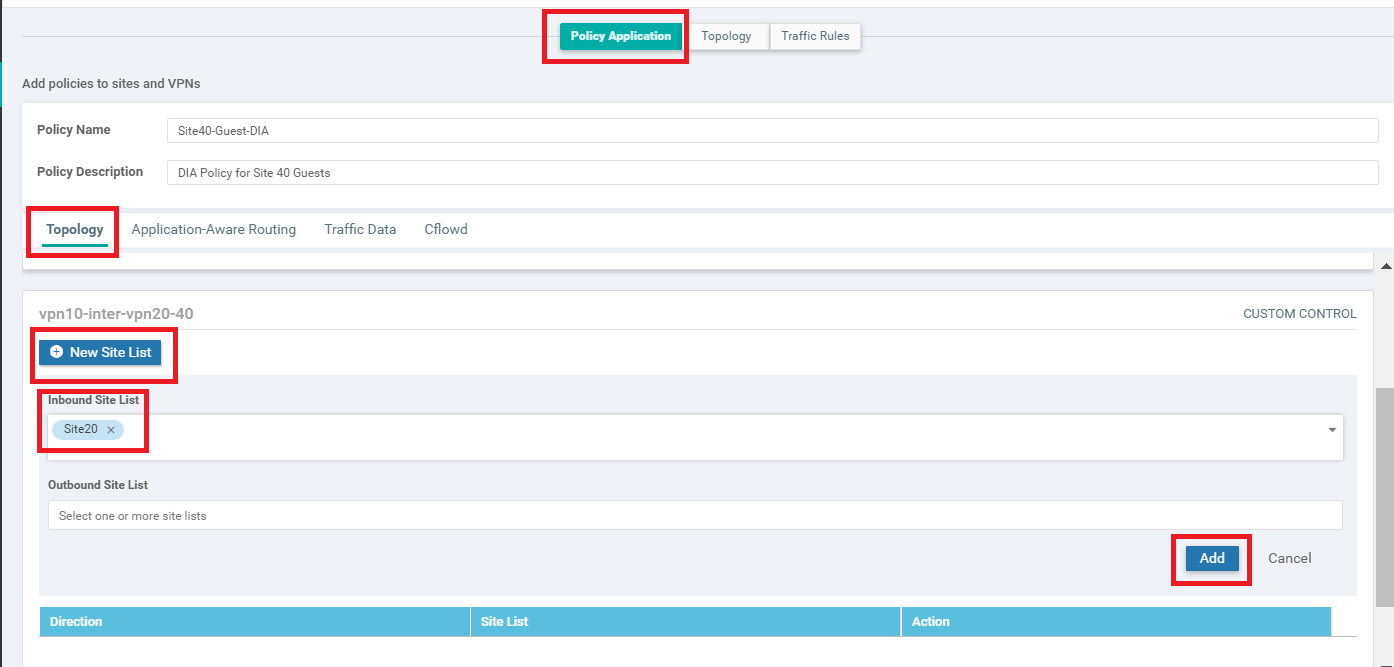 Policy Application Topology Traffic Rules
Add policies to sites and VPNs
Policy Name Site40-Guest-DIA
Policy Description DIA Policy for Site 40 Guests
Topology Application-Aware Routing Traffic Data Cflowd
vpn10-inter-vpn20-40 CUSTOM CONTROL
New Site List
Inbound Site List
Site20 ×
Outbound Site List
Select one or more site lists
Add Cancel
Direction Site List Action